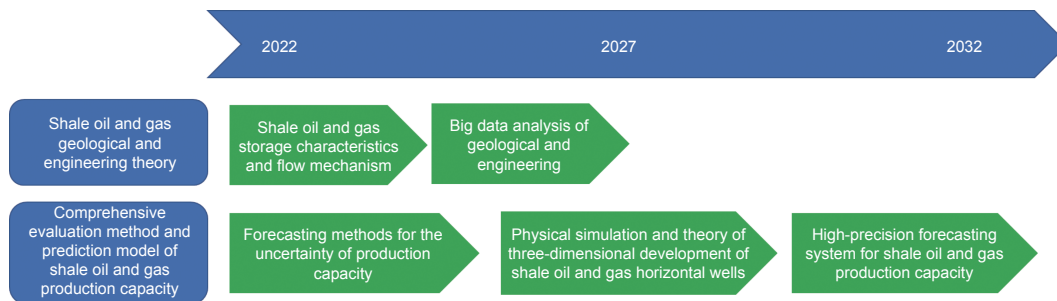 2022
2027
2032
Shale oil and gas
geological and
engineering theory
Shale oil and gas
storage characteristics
and flow mechanism
Big data analysis of
geological and
engineering
Comprehensive
evaluation method and
prediction model of
shale oil and gas
production capacity
Forecasting methods for the
uncertainty of production
capacity
Physical simulation and theory of
three-dimensional development of
shale oil and gas horizontal wells
High-precision forecasting
system for shale oil and gas
production capacity